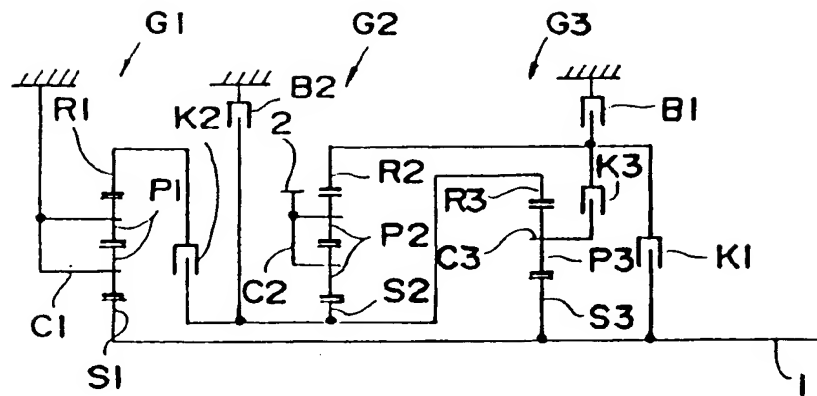 G1 G2 G3
R1 K2 B2 B1
2 R2 K3
P1 R3
P2 C3 P3 K1
C1 C2 S2 S3
S1 1